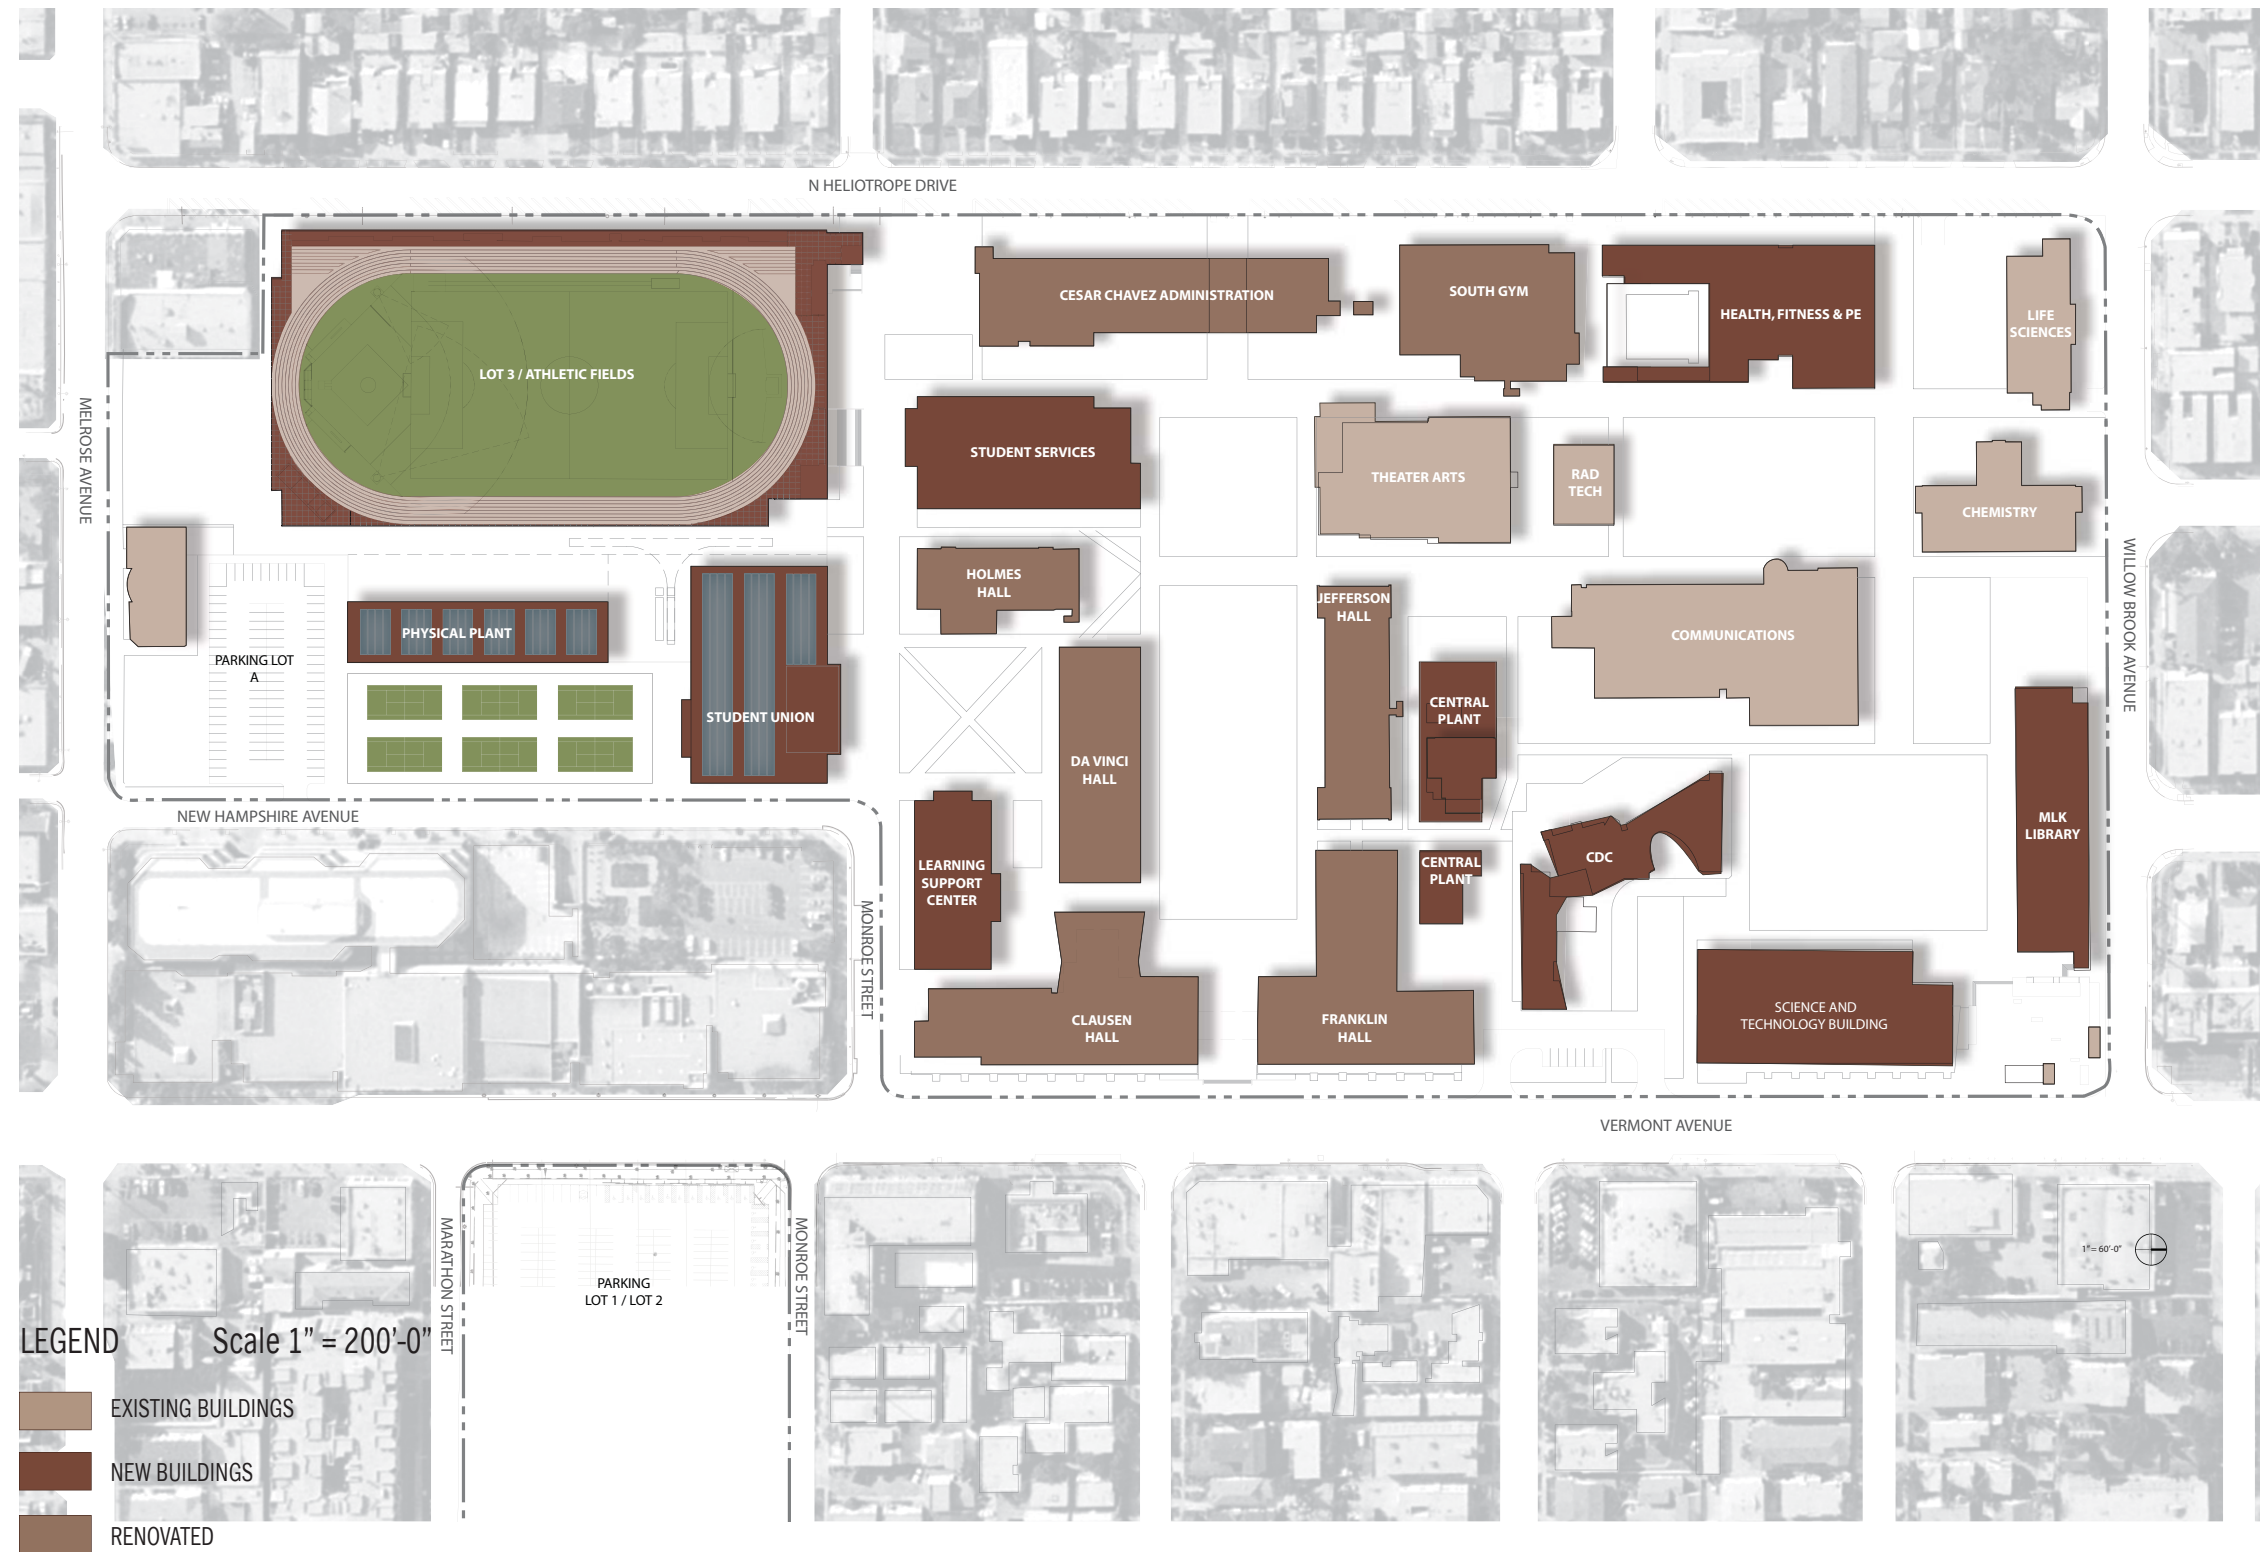 N HELIOTROPE DRIVE
CESAR CHAVEZ ADMINISTRATION
SOUTH GYM
HEALTH, FITNESS & PE
LIFE
SCIENCES
LOT 3 / ATHLETIC FIELDS
MELROSE AVENUE
STUDENT SERVICES
THEATER ARTS
RAD
TECH
CHEMISTRY
WILLOW BROOK AVENUE
HOLMES
HALL
JEFFERSON
HALL
PHYSICAL PLANT
COMMUNICATIONS
PARKING LOT
A
STUDENT UNION
CENTRAL
PLANT
DA VINCI
HALL
MLK
LIBRARY
NEW HAMPSHIRE AVENUE
LEARNING
SUPPORT
CENTER
CENTRAL
PLANT
CDC
MONROE STREET
CLAUSEN
HALL
FRANKLIN
HALL
SCIENCE AND
TECHNOLOGY BUILDING
VERMONT AVENUE
MARATHON STREET
MONROE STREET
PARKING
LOT 1 / LOT 2
1"= 60'-0"
LEGEND
Scale 1” = 200’-0”
EXISTING BUILDINGS
NEW BUILDINGS
RENOVATED